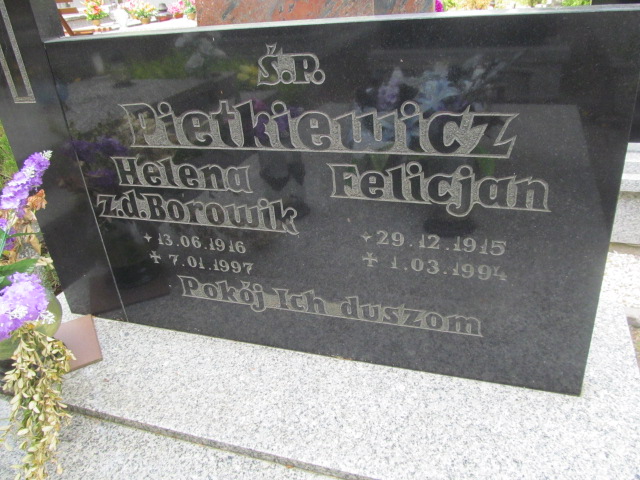 Ś.P.
Pietkiewicz
Helena Felicjan
z.d. Borowik
✦ 13.06.1916 ✦ 29.12.1915
✝ 7.01.1997 ✝ 1.03.1994
Pokój Ich duszom